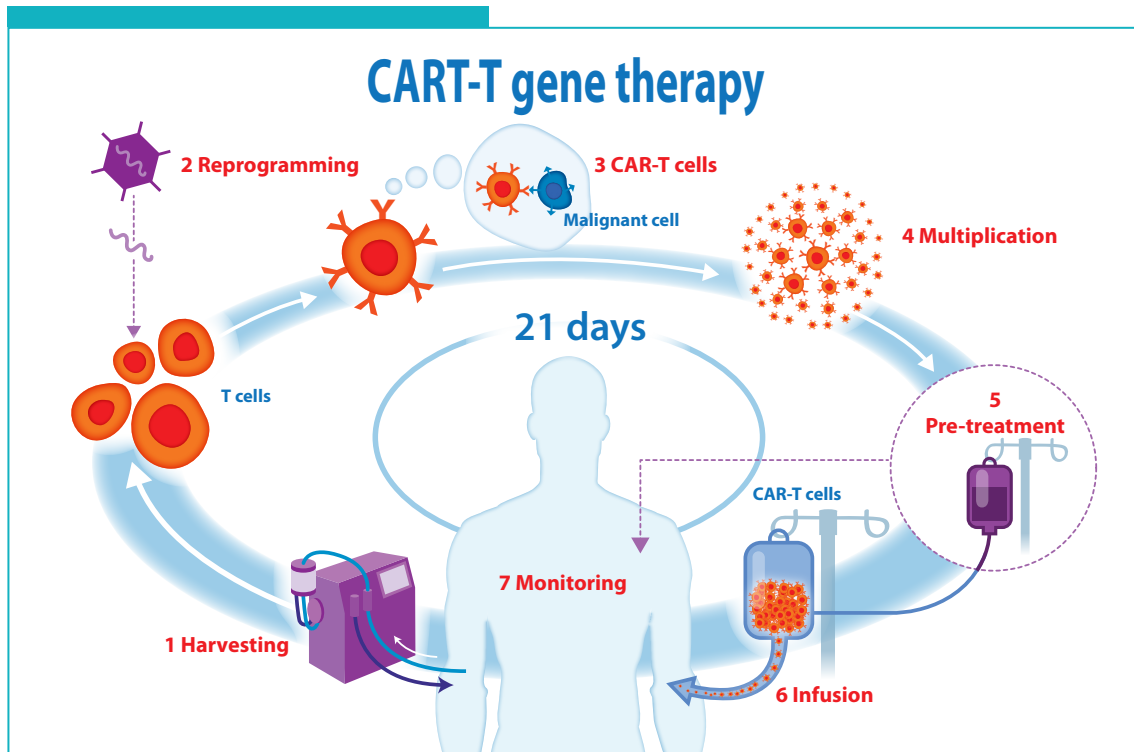 CART-T gene therapy
2 Reprogramming
3 CAR-T cells
Malignant cell
4 Multiplication
21 days
T cells
5
Pre-treatment
CAR-T cells
7 Monitoring
1 Harvesting
6 Infusion